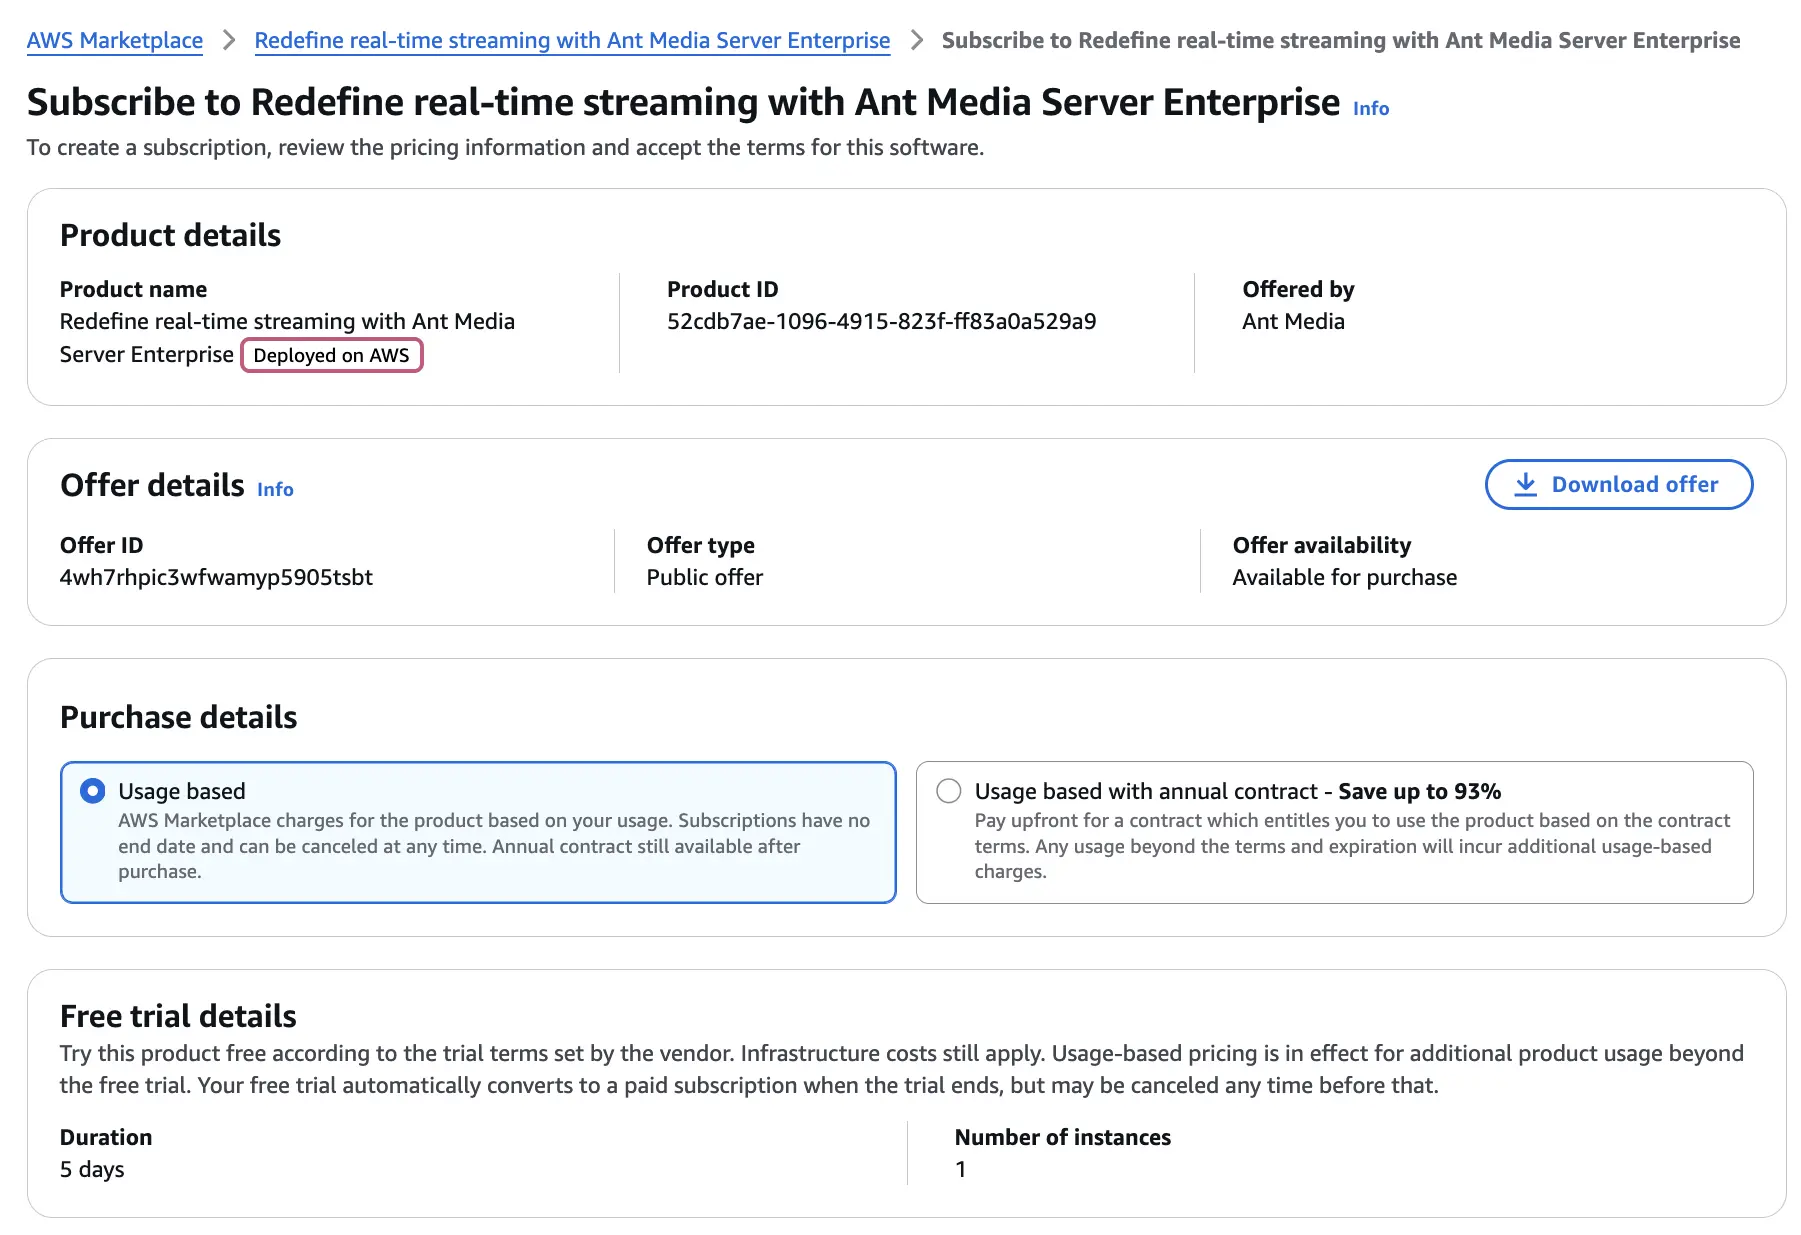 AWS Marketplace > Redefine real-time streaming with Ant Media Server Enterprise > Subscribe to Redefine real-time streaming with Ant Media Server Enterprise
Subscribe to Redefine real-time streaming with Ant Media Server Enterprise Info
To create a subscription, review the pricing information and accept the terms for this software.
Product details
Product name
Redefine real-time streaming with Ant Media
Server Enterprise Deployed on AWS
Product ID
52cdb7ae-1096-4915-823f-ff83a0a529a9
Offered by
Ant Media
Offer details Info
Download offer
Offer ID
4wh7rhpic3wfwamyp5905tsbt
Offer type
Public offer
Offer availability
Available for purchase
Purchase details
Usage based
AWS Marketplace charges for the product based on your usage. Subscriptions have no
end date and can be canceled at any time. Annual contract still available after
purchase.
Usage based with annual contract - Save up to 93%
Pay upfront for a contract which entitles you to use the product based on the contract
terms. Any usage beyond the terms and expiration will incur additional usage-based
charges.
Free trial details
Try this product free according to the trial terms set by the vendor. Infrastructure costs still apply. Usage-based pricing is in effect for additional product usage beyond
the free trial. Your free trial automatically converts to a paid subscription when the trial ends, but may be canceled any time before that.
Duration
5 days
Number of instances
1